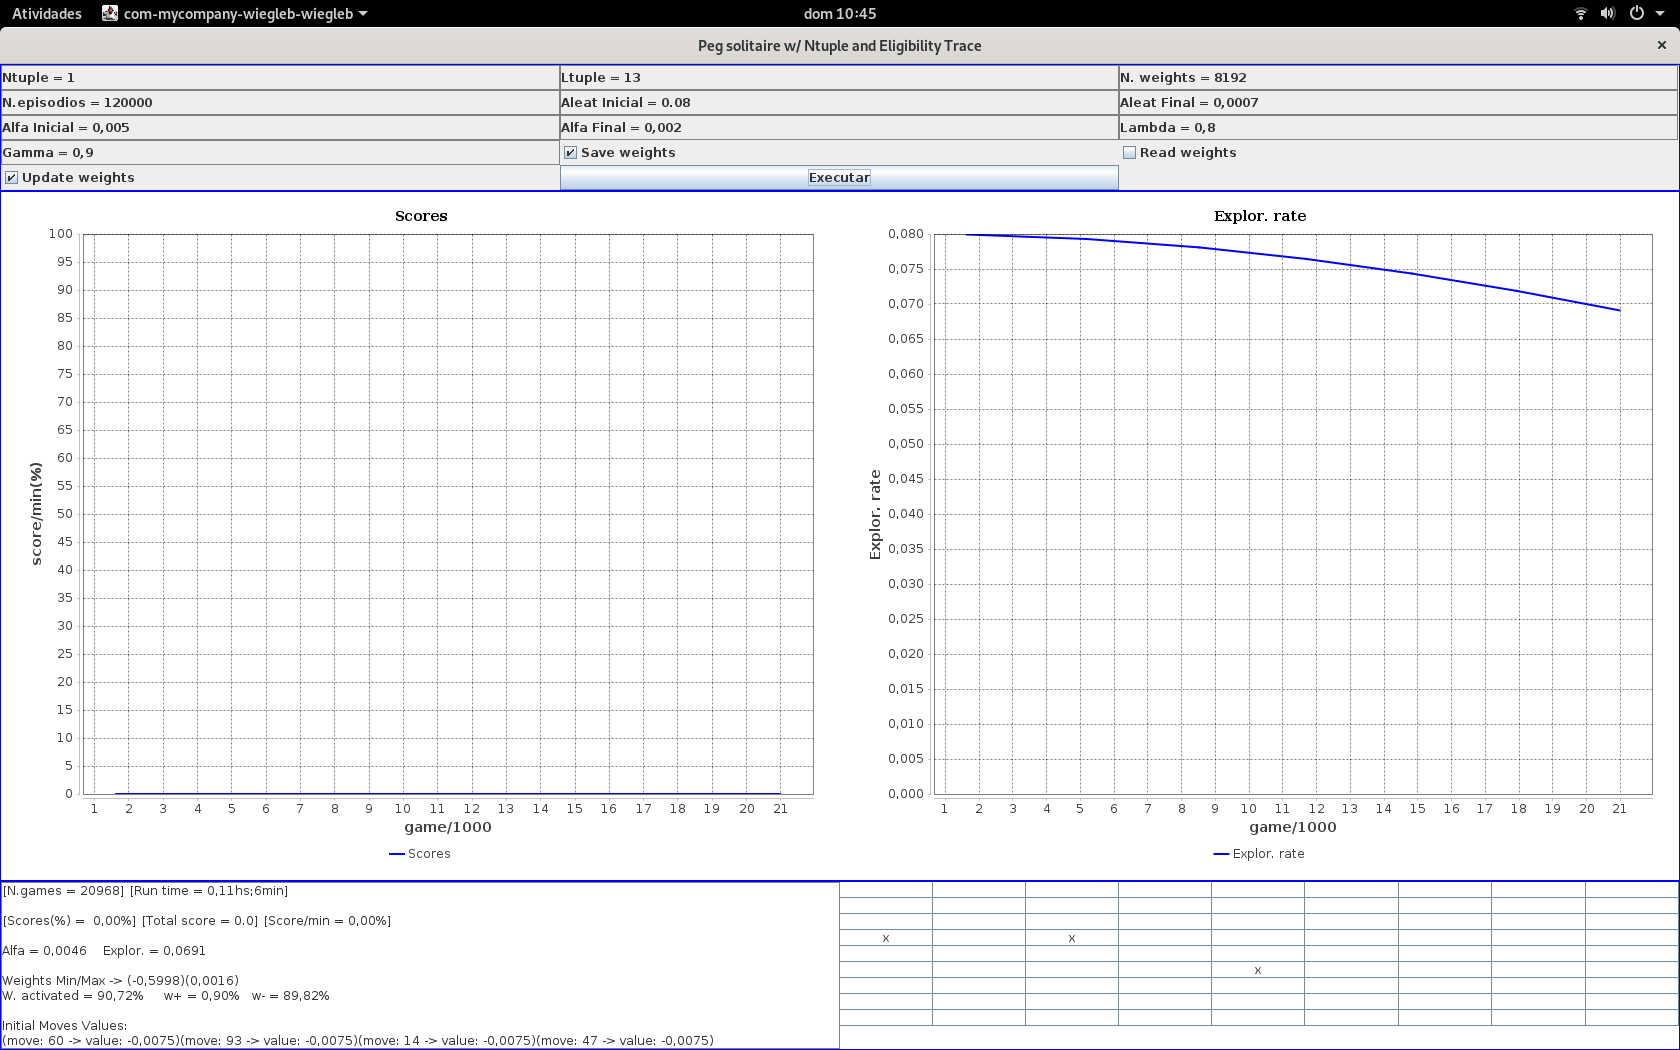 Atividades com-mycompany-wiegleb-wiegleb dom 10:45
Peg solitaire w/ Ntuple and Eligibility Trace ×
Ntuple = 1 Ltuple = 13 N. weights = 8192
N.episodios = 120000 Aleat Inicial = 0.08 Aleat Final = 0,0007
Alfa Inicial = 0,005 Alfa Final = 0,002 Lambda = 0,8
Gamma = 0,9 Save weights Read weights
Update weights Executar
Scores
100
95
90
85
80
75
70
65
60
55
50
45
40
35
30
25
20
15
10
5
0
score/min(%)
1 2 3 4 5 6 7 8 9 10 11 12 13 14 15 16 17 18 19 20 21
game/1000
Scores
Explor. rate
0,080
0,075
0,070
0,065
0,060
0,055
0,050
0,045
0,040
0,035
0,030
0,025
0,020
0,015
0,010
0,005
0,000
Explor. rate
1 2 3 4 5 6 7 8 9 10 11 12 13 14 15 16 17 18 19 20 21
game/1000
Explor. rate
[N.games = 20968] [Run time = 0,11hs;6min]
[Scores(%) =  0,00%] [Total score = 0.0] [Score/min = 0,00%]
Alfa = 0,0046    Explor. = 0,0691
Weights Min/Max -> (-0,5998)(0,0016)
W. activated = 90,72%     w+ = 0,90%   w- = 89,82%
Initial Moves Values:
(move: 60 -> value: -0,0075)(move: 93 -> value: -0,0075)(move: 14 -> value: -0,0075)(move: 47 -> value: -0,0075)
x x
x